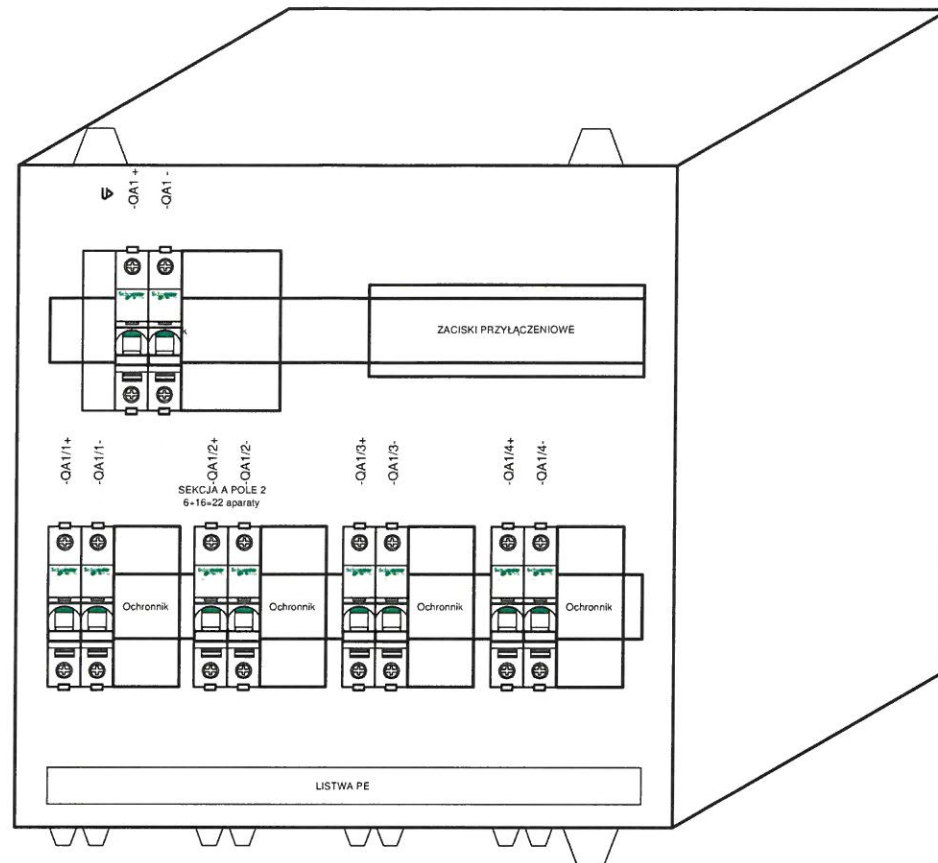 -QA1 +
-QA1 -
ZACISKI PRZYŁĄCZENIOWE
-QA1/1+
-QA1/1-
-QA1/2+
-QA1/2-
-QA1/3+
-QA1/3-
-QA1/4+
-QA1/4-
SEKCJA A POLE 2
6+16=22 aparaty
Ochronnik
Ochronnik
Ochronnik
Ochronnik
LISTWA PE